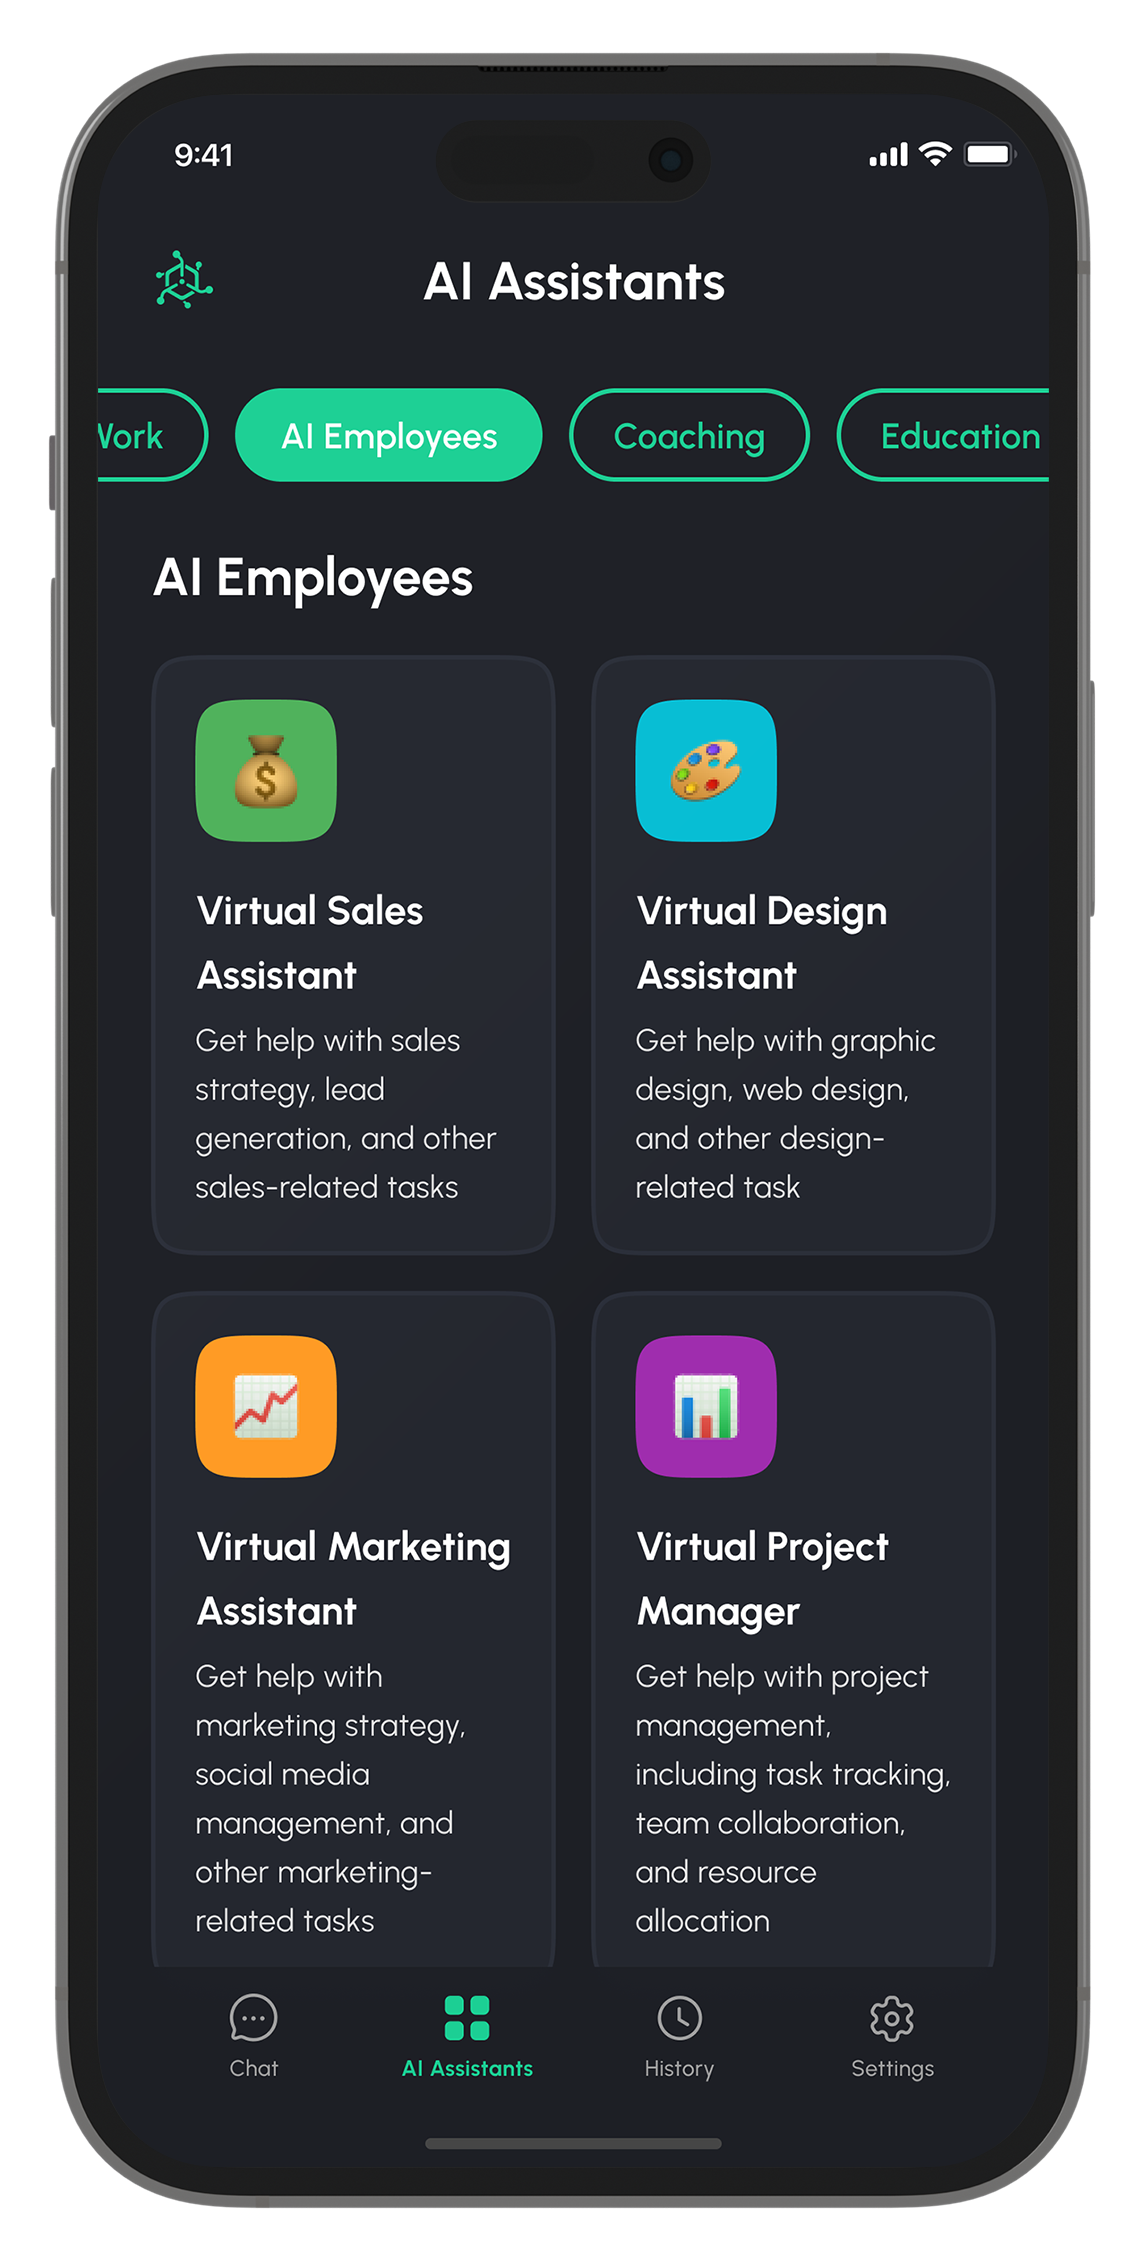 9:41
AI Assistants
Work AI Employees Coaching Education
AI Employees
Virtual Sales
Assistant
Get help with sales
strategy, lead
generation, and other
sales-related tasks
Virtual Design
Assistant
Get help with graphic
design, web design,
and other design-
related task
Virtual Marketing
Assistant
Get help with
marketing strategy,
social media
management, and
other marketing-
related tasks
Virtual Project
Manager
Get help with project
management,
including task tracking,
team collaboration,
and resource
allocation
Chat AI Assistants History Settings